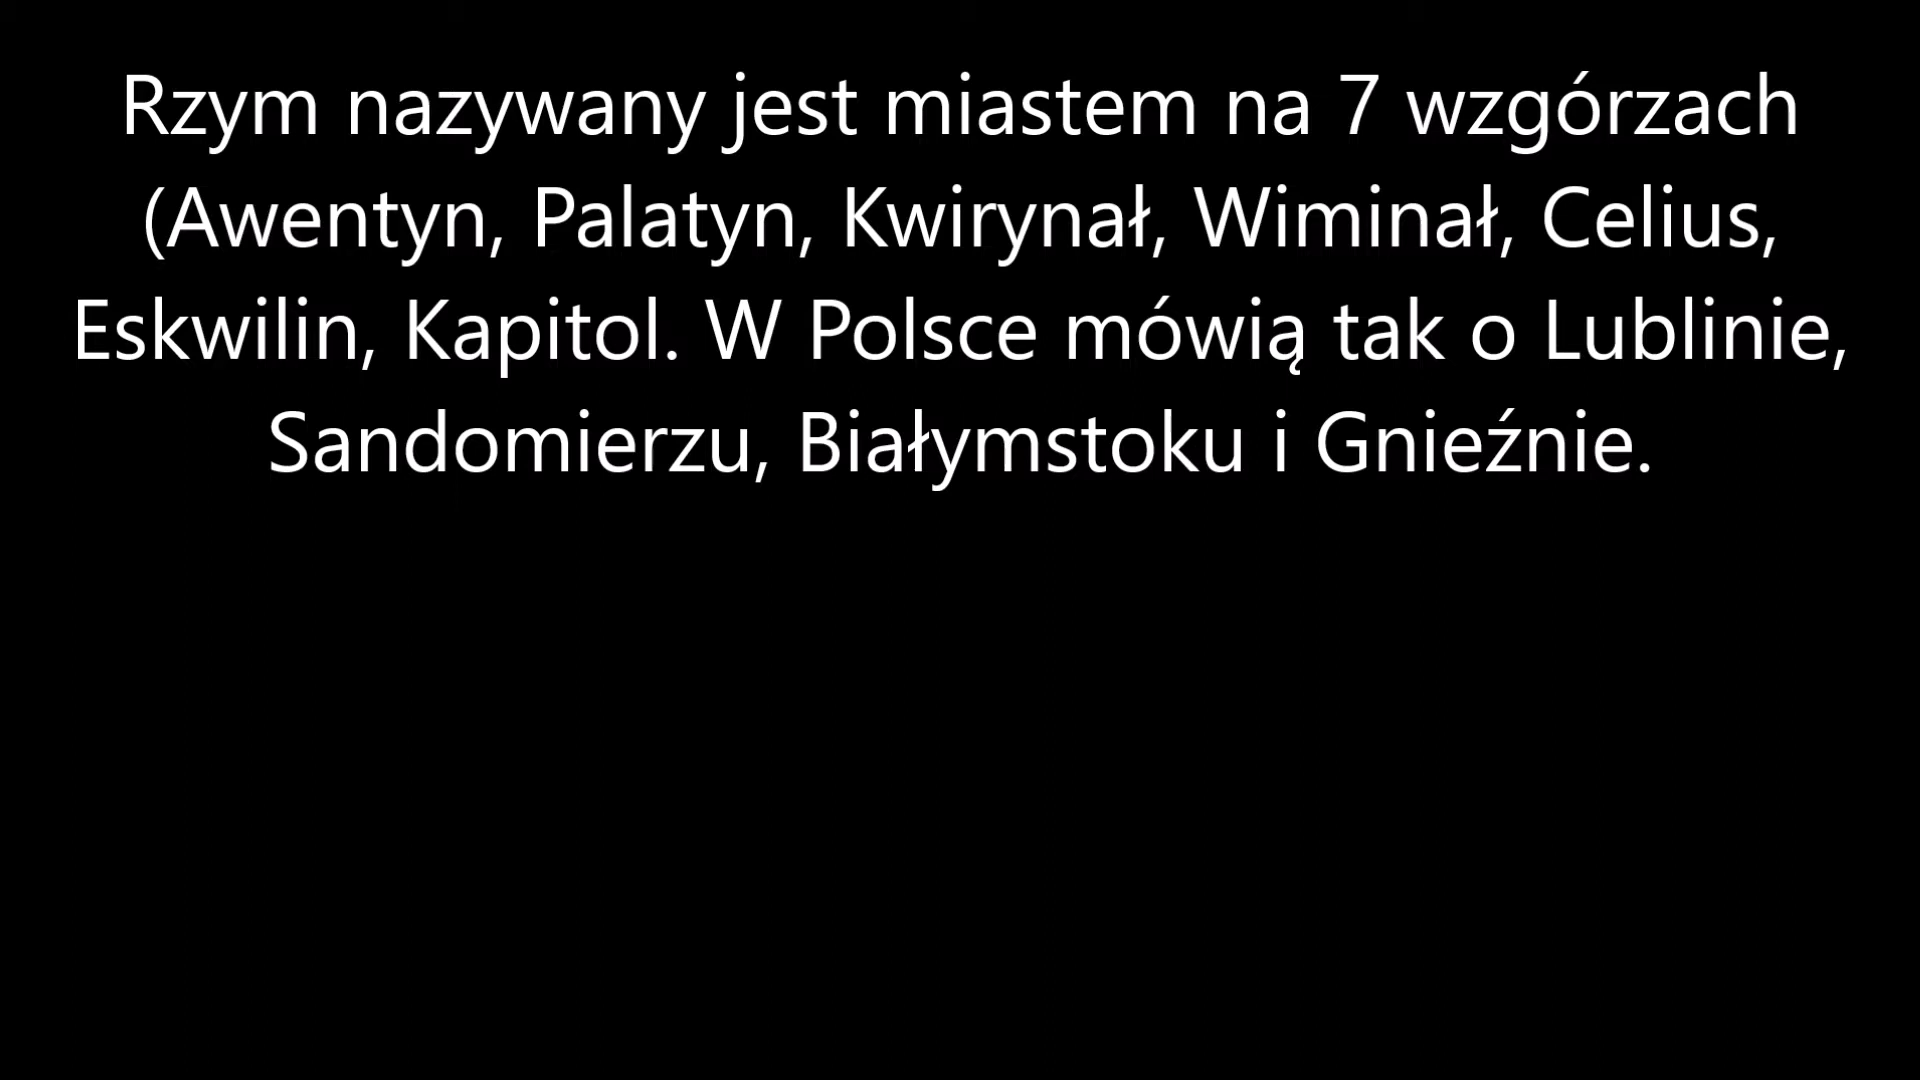 Rzym nazywany jest miastem na 7 wzgórzach
(Awentyn, Palatyn, Kwirynał, Wiminał, Celius,
Eskwilin, Kapitol. W Polsce mówią tak o Lublinie,
Sandomierzu, Białymstoku i Gnieźnie.